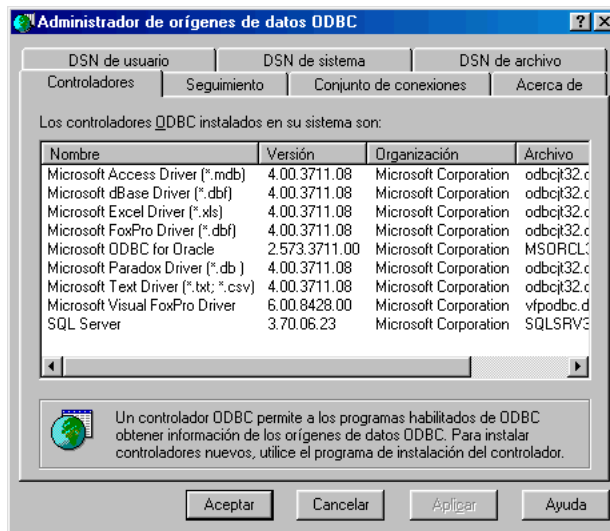 Administrador de orígenes de datos ODBC
DSN de usuario DSN de sistema DSN de archivo
Controladores Seguimiento Conjunto de conexiones Acerca de
Los controladores ODBC instalados en su sistema son:
Nombre Versión Organización Archivo
Microsoft Access Driver (*.mdb) 4.00.3711.08 Microsoft Corporation odbcjt32.d
Microsoft dBase Driver (*.dbf) 4.00.3711.08 Microsoft Corporation odbcjt32.d
Microsoft Excel Driver (*.xls) 4.00.3711.08 Microsoft Corporation odbcjt32.d
Microsoft FoxPro Driver (*.dbf) 4.00.3711.08 Microsoft Corporation odbcjt32.d
Microsoft ODBC for Oracle 2.573.3711.00 Microsoft Corporation MSORCL3
Microsoft Paradox Driver (*.db ) 4.00.3711.08 Microsoft Corporation odbcjt32.d
Microsoft Text Driver (*.txt; *.csv) 4.00.3711.08 Microsoft Corporation odbcjt32.d
Microsoft Visual FoxPro Driver 6.00.8428.00 Microsoft Corporation vfpodbc.d
SQL Server 3.70.06.23 Microsoft Corporation SQLSRV3
Un controlador ODBC permite a los programas habilitados de ODBC
obtener información de los orígenes de datos ODBC. Para instalar
controladores nuevos, utilice el programa de instalación del controlador.
Aceptar Cancelar Aplicar Ayuda